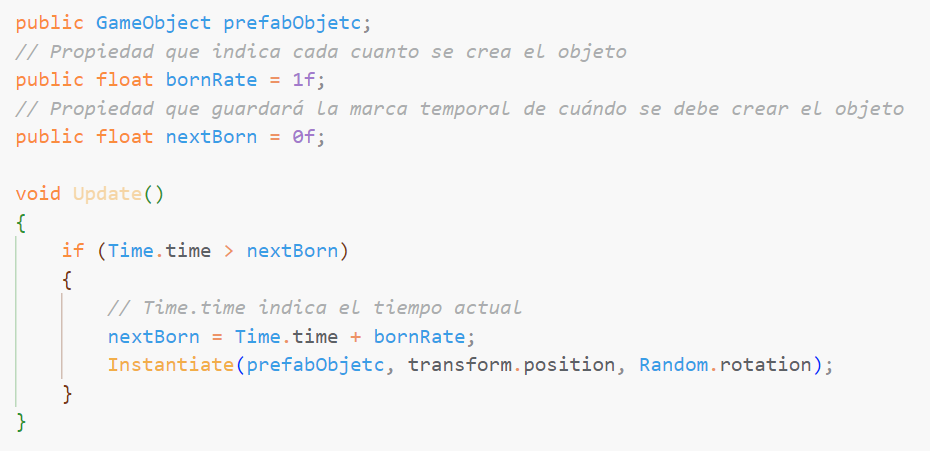 public GameObject prefabObjetc;
// Propiedad que indica cada cuanto se crea el objeto
public float bornRate = 1f;
// Propiedad que guardará la marca temporal de cuándo se debe crear el objeto
public float nextBorn = 0f;
void Update()
{
if (Time.time > nextBorn)
{
// Time.time indica el tiempo actual
nextBorn = Time.time + bornRate;
Instantiate(prefabObjetc, transform.position, Random.rotation);
}
}